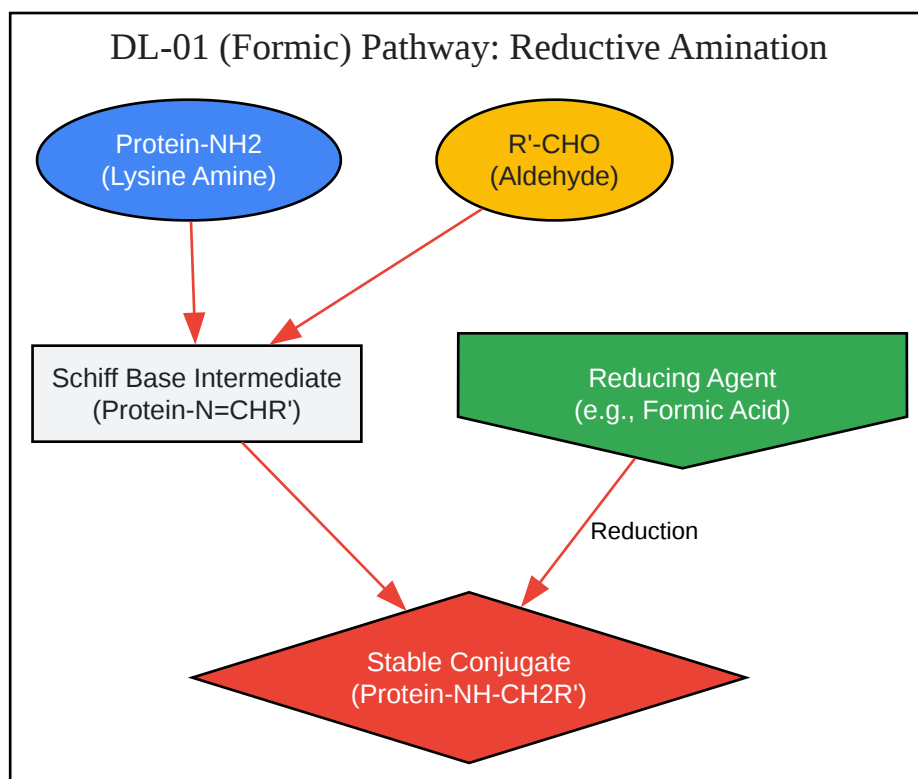 DL-01 (Formic) Pathway: Reductive Amination
Protein-NH2
(Lysine Amine)
R'-CHO
(Aldehyde)
Schiff Base Intermediate
(Protein-N=CHR')
Reducing Agent
(e.g., Formic Acid)
Reduction
Stable Conjugate
(Protein-NH-CH2R')